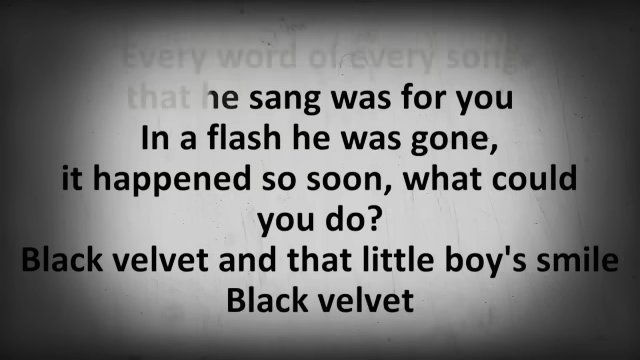 Every word of every song
that he sang was for you
In a flash he was gone,
it happened so soon, what could
you do?
Black velvet and that little boy's smile
Black velvet